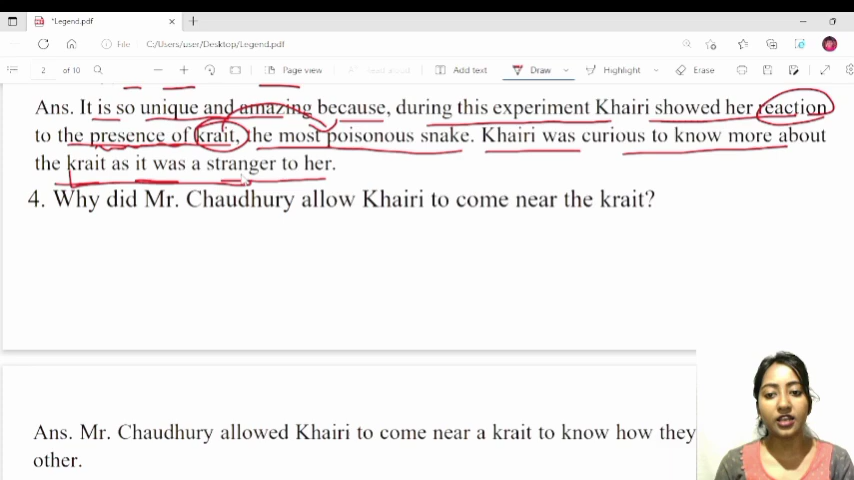 *Legend.pdf
File
C:/Users/user/Desktop/Legend.pdf
2 of 10
Page view
Read aloud
Add text
Draw
Highlight
Erase
Ans. It is so unique and amazing because, during this experiment Khairi showed her reaction
to the presence of krait, the most poisonous snake. Khairi was curious to know more about
the krait as it was a stranger to her.
4. Why did Mr. Chaudhury allow Khairi to come near the krait?
Ans. Mr. Chaudhury allowed Khairi to come near a krait to know how they
other.